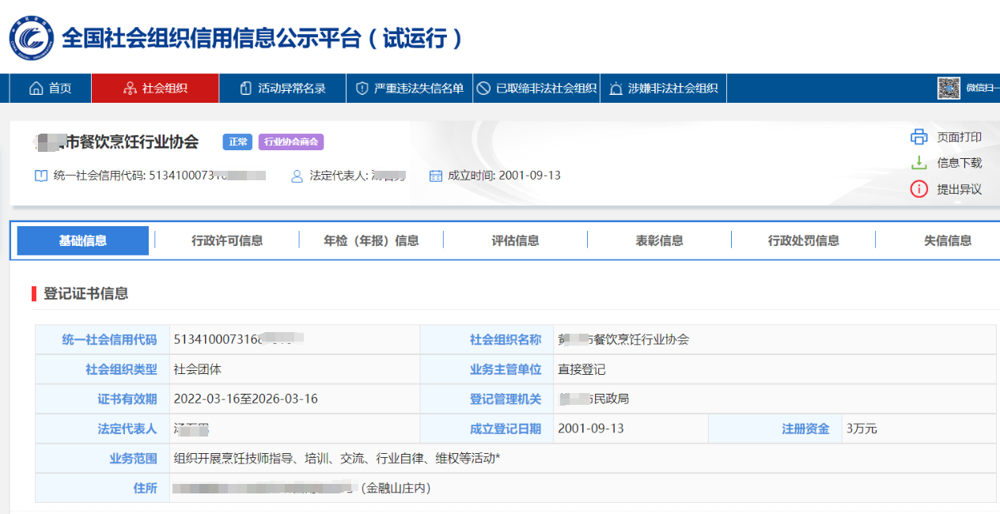 全国社会组织信用信息公示平台（试运行）
首页 社会组织 活动异常名录 严重违法失信名单 已取缔非法社会组织 涉嫌非法社会组织 微信扫一
市餐饮烹饪行业协会 正常 行业协会商会
页面打印
统一社会信用代码: 5134100073 法定代表人: 成立时间: 2001-09-13
信息下载
提出异议
基础信息 行政许可信息 年检（年报）信息 评估信息 表彰信息 行政处罚信息 失信信息
登记证书信息
统一社会信用代码 513410007316 社会组织名称 市餐饮烹饪行业协会
社会组织类型 社会团体 业务主管单位 直接登记
证书有效期 2022-03-16至2026-03-16 登记管理机关 市民政局
法定代表人 成立登记日期 2001-09-13 注册资金 3万元
业务范围 组织开展烹饪技师指导、培训、交流、行业自律、维权等活动*
住所 （金融山庄内）